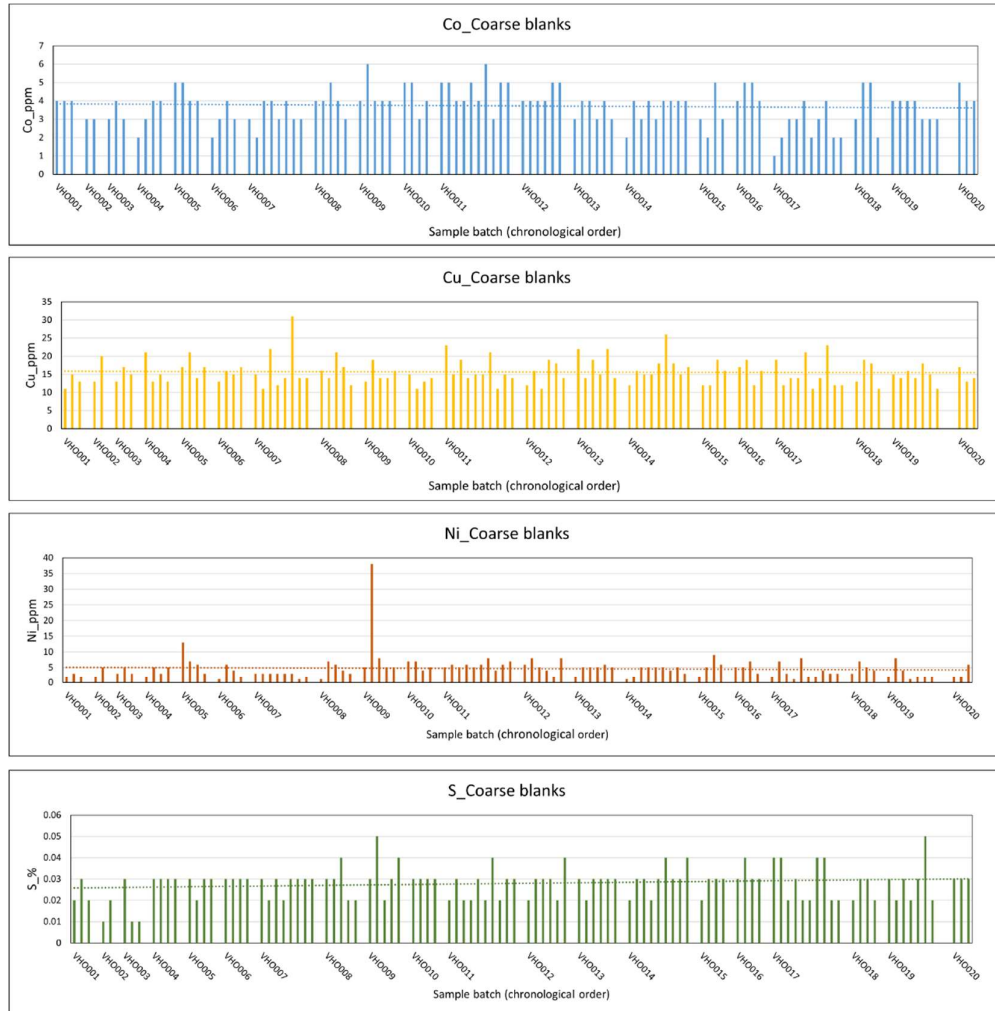 Co_Coarse blanks
7
6
5
4
3
2
1
0
Co_ppm
VHO001 VHO002 VHO003 VHO004 VHO005 VHO006 VHO007 VHO008 VHO009 VHO010 VHO011 VHO012 VHO013 VHO014 VHO015 VHO016 VHO017 VHO018 VHO019 VHO020
Sample batch (chronological order)
Cu_Coarse blanks
35
30
25
20
15
10
5
0
Cu_ppm
VHO001 VHO002 VHO003 VHO004 VHO005 VHO006 VHO007 VHO008 VHO009 VHO010 VHO011 VHO012 VHO013 VHO014 VHO015 VHO016 VHO017 VHO018 VHO019 VHO020
Sample batch (chronological order)
Ni_Coarse blanks
40
35
30
25
20
15
10
5
0
Ni_ppm
VHO001 VHO002 VHO003 VHO004 VHO005 VHO006 VHO007 VHO008 VHO009 VHO010 VHO011 VHO012 VHO013 VHO014 VHO015 VHO016 VHO017 VHO018 VHO019 VHO020
Sample batch (chronological order)
S_Coarse blanks
0.06
0.05
0.04
0.03
0.02
0.01
0
S_%
VHO001 VHO002 VHO003 VHO004 VHO005 VHO006 VHO007 VHO008 VHO009 VHO010 VHO011 VHO012 VHO013 VHO014 VHO015 VHO016 VHO017 VHO018 VHO019 VHO020
Sample batch (chronological order)